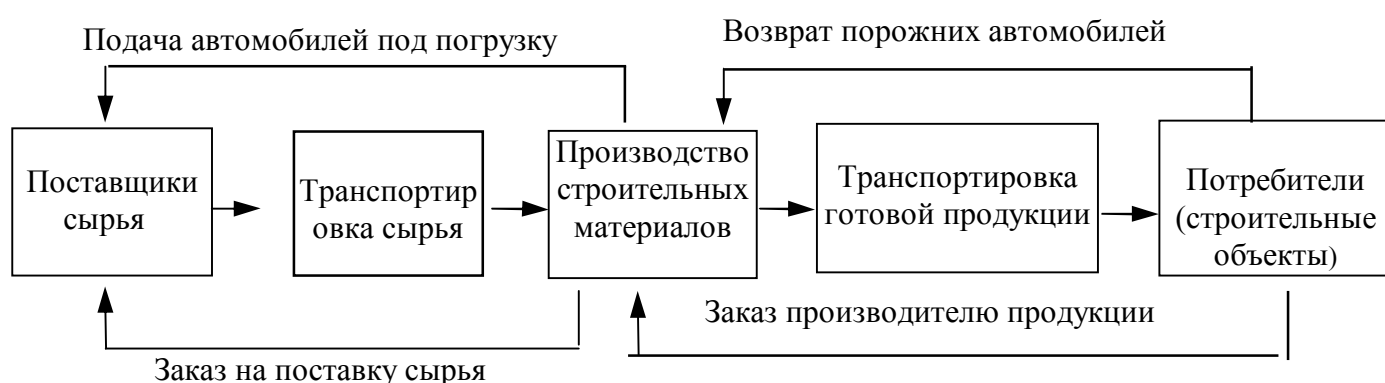 Подача автомобилей под погрузку
Возврат порожних автомобилей
Поставщики
сырья
Транспортир
овка сырья
Производство
строительных
материалов
Транспортировка
готовой продукции
Потребители
(строительные
объекты)
Заказ производителю продукции
Заказ на поставку сырья